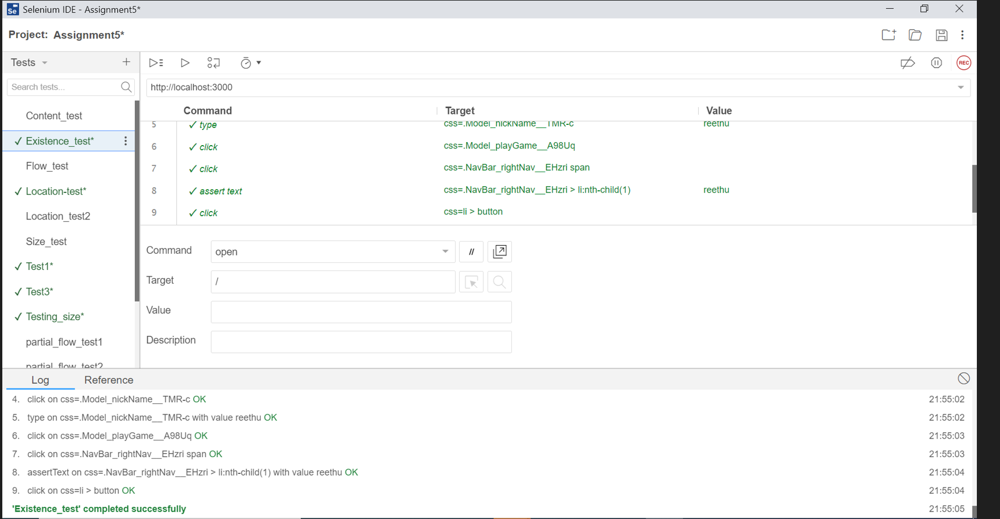 Selenium IDE - Assignment5*
Project: Assignment5*
Tests
Search tests...
http://localhost:3000
REC
Command Target Value
Content_test
Existence_test*
Flow_test
Location-test*
Location_test2
Size_test
Test1*
Test3*
Testing_size*
partial_flow_test1
partial_flow_test2
5 ✓ type css=.Model_nickName__TMR-c reethu
6 ✓ click css=.Model_playGame__A98Uq
7 ✓ click css=.NavBar_rightNav__EHzri span
8 ✓ assert text css=.NavBar_rightNav__EHzri > li:nth-child(1) reethu
9 ✓ click css=li > button
Command open //
Target /
Value
Description
Log Reference
4. click on css=.Model_nickName__TMR-c OK 21:55:02
5. type on css=.Model_nickName__TMR-c with value reethu OK 21:55:02
6. click on css=.Model_playGame__A98Uq OK 21:55:03
7. click on css=.NavBar_rightNav__EHzri span OK 21:55:03
8. assertText on css=.NavBar_rightNav__EHzri > li:nth-child(1) with value reethu OK 21:55:04
9. click on css=li > button OK 21:55:04
'Existence_test' completed successfully 21:55:05